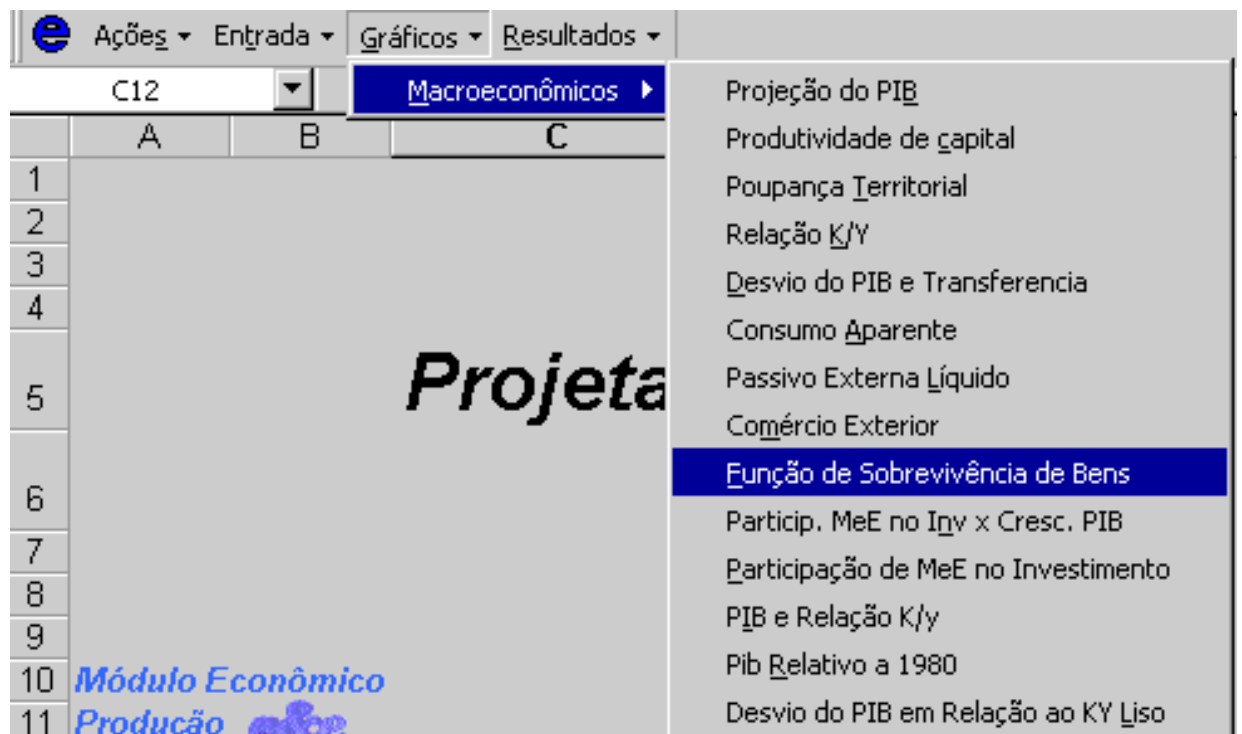 Ações Entrada Gráficos Resultados
C12 Macroeconômicos
A B C
Projeção do PIB
Produtividade de capital
Poupança Territorial
Relação K/Y
Desvio do PIB e Transferencia
Consumo Aparente
Passivo Externa Líquido
Comércio Exterior
Função de Sobrevivência de Bens
Particip. MeE no Inv x Cresc. PIB
Participação de MeE no Investimento
PIB e Relação K/y
Pib Relativo a 1980
Desvio do PIB em Relação ao KY Liso
1
2
3
4
5 Projeta
6
7
8
9
10 Módulo Econômico
11 Produção